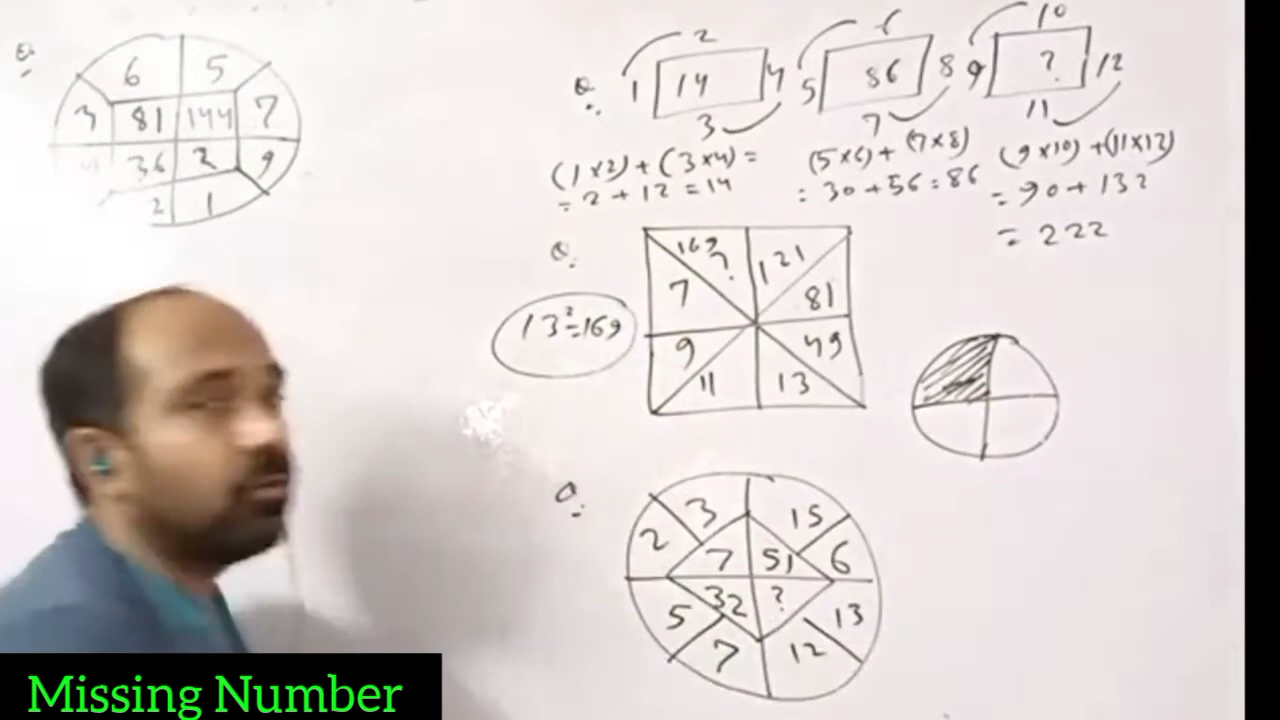 Q.
6 5
3 81 144 7
4 36 2 9
2 1
Q.
2
1 14 4
3
6
5 86 8
7
10
9 ? 12
11
(1×2) + (3×4) =
= 2 + 12 = 14
(5×6) + (7×8)
= 30 + 56 = 86
(9×10) + (11×12)
= 90 + 132
= 222
Q.
13² = 169
169 ? 121
7 81
9 49
11 13
Q.
3 15
2 7 51 6
5 32 ? 13
7 12
Missing Number